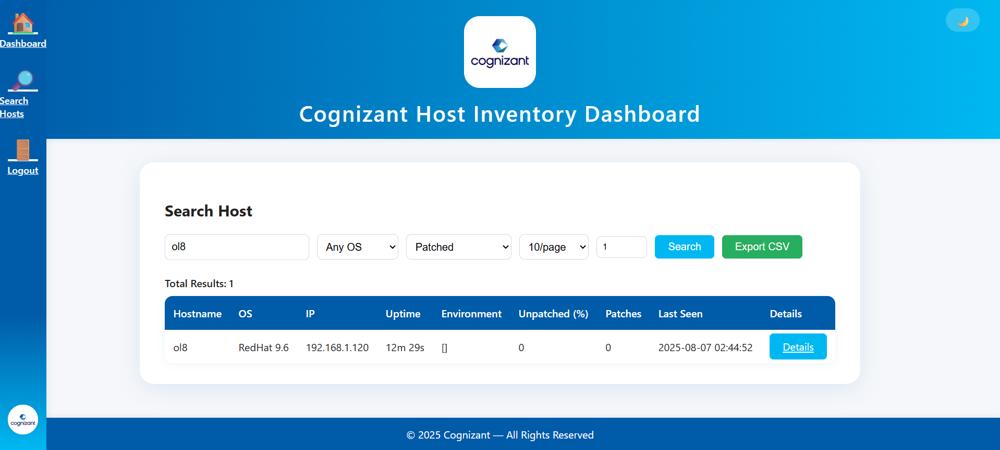 Dashboard
Search
Hosts
Logout
cognizant
cognizant
Cognizant Host Inventory Dashboard
Search Host
ol8 Any OS Patched 10/page 1 Search Export CSV
Total Results: 1
Hostname OS IP Uptime Environment Unpatched (%) Patches Last Seen Details
ol8 RedHat 9.6 192.168.1.120 12m 29s [] 0 0 2025-08-07 02:44:52 Details
© 2025 Cognizant — All Rights Reserved